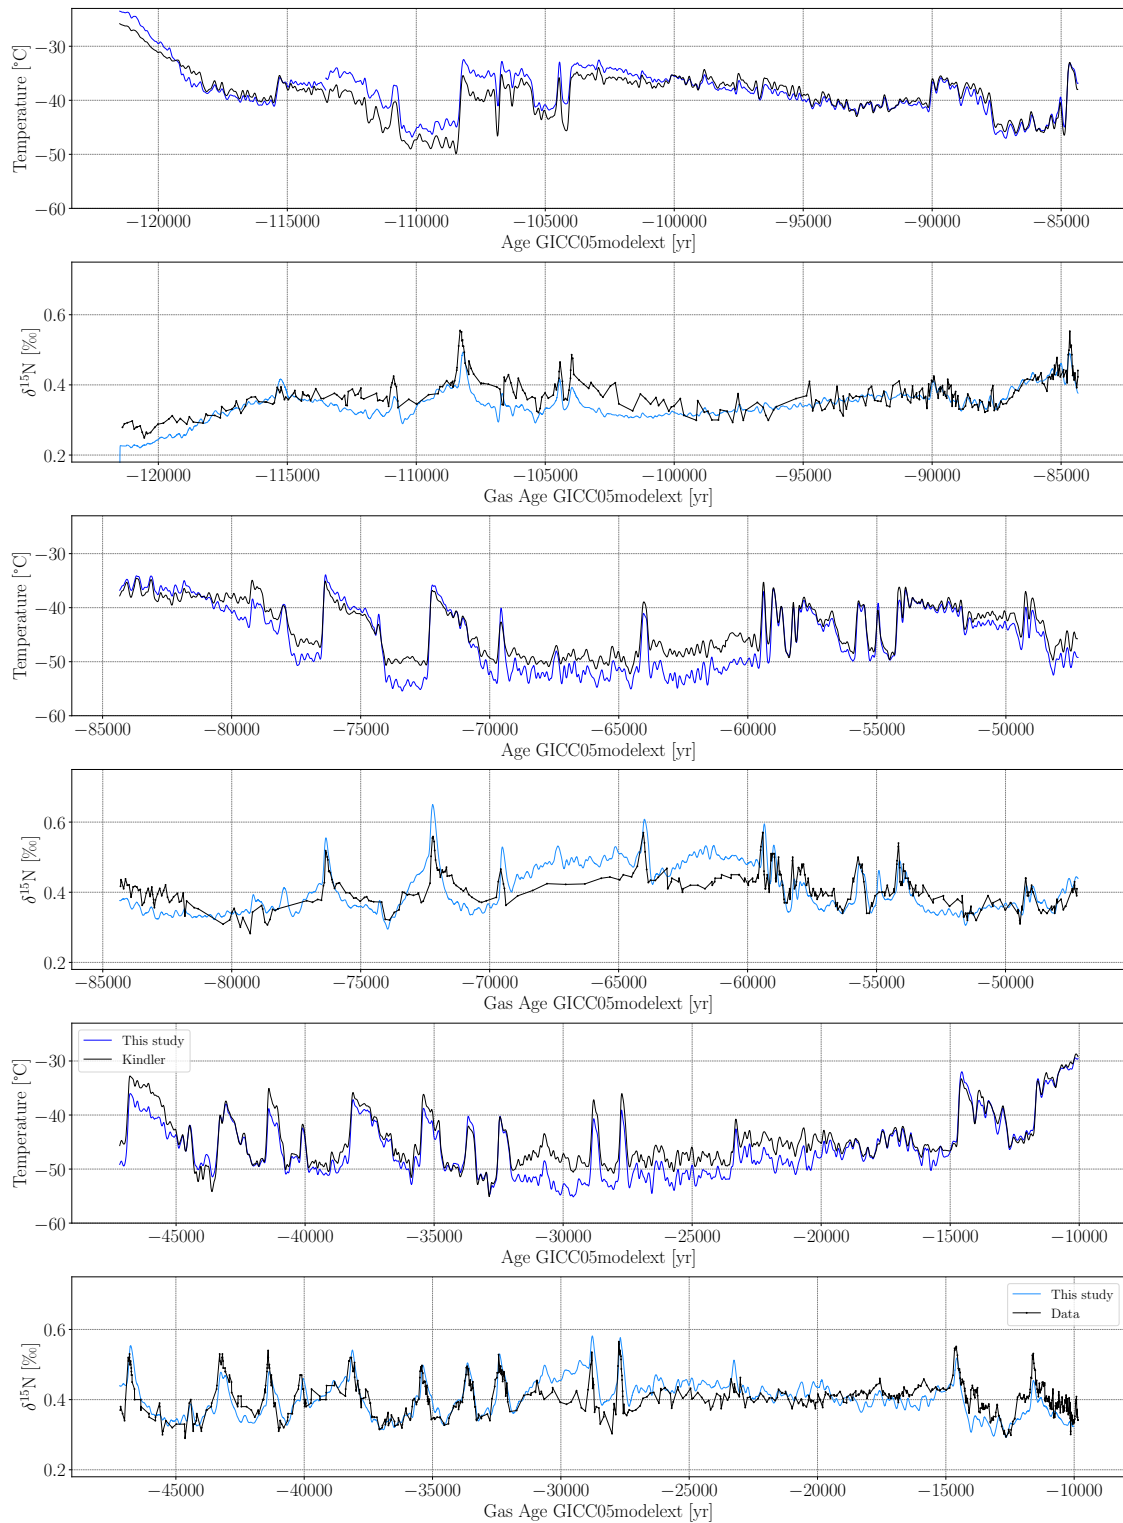 Temperature [°C]
−30
−40
−50
−60
−120000 −115000 −110000 −105000 −100000 −95000 −90000 −85000
Age GICC05modelext [yr]
δ¹⁵N [‰]
0.6
0.4
0.2
−120000 −115000 −110000 −105000 −100000 −95000 −90000 −85000
Gas Age GICC05modelext [yr]
Temperature [°C]
−30
−40
−50
−60
−85000 −80000 −75000 −70000 −65000 −60000 −55000 −50000
Age GICC05modelext [yr]
δ¹⁵N [‰]
0.6
0.4
0.2
−85000 −80000 −75000 −70000 −65000 −60000 −55000 −50000
Gas Age GICC05modelext [yr]
This study
Kindler
Temperature [°C]
−30
−40
−50
−60
−45000 −40000 −35000 −30000 −25000 −20000 −15000 −10000
Age GICC05modelext [yr]
This study
Data
δ¹⁵N [‰]
0.6
0.4
0.2
−45000 −40000 −35000 −30000 −25000 −20000 −15000 −10000
Gas Age GICC05modelext [yr]